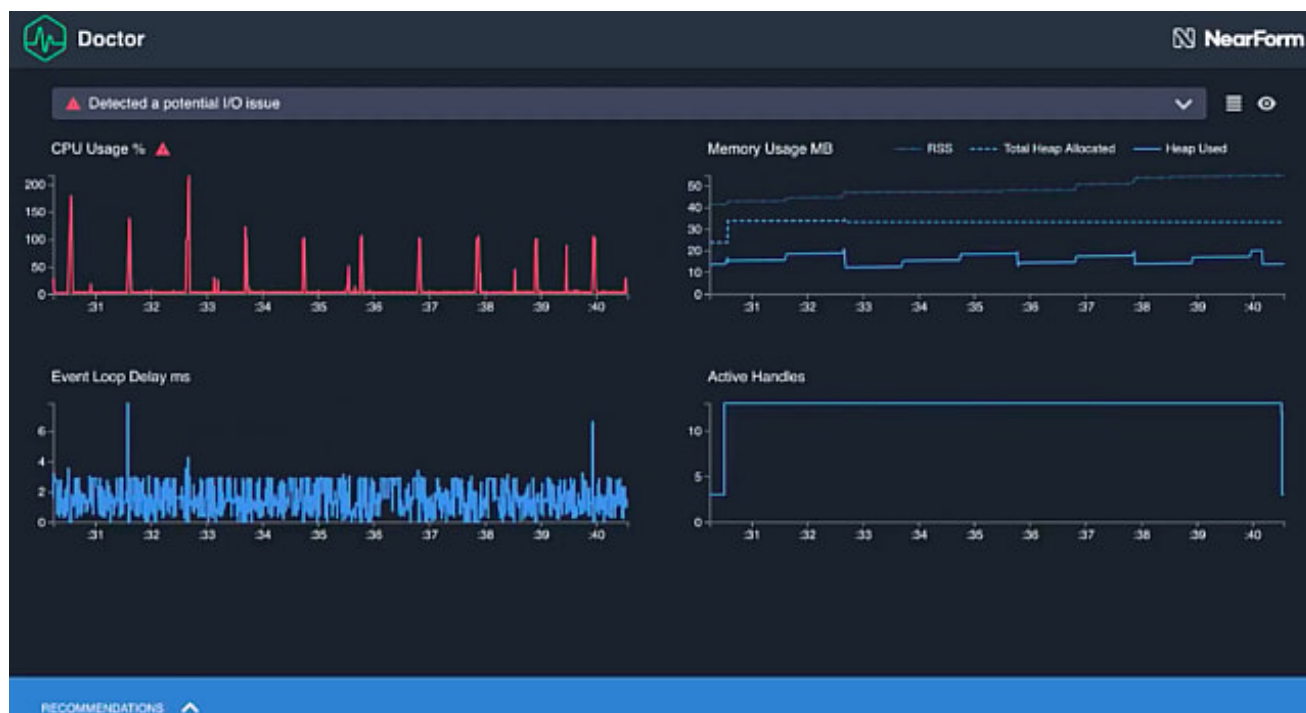 Doctor
NearForm
Detected a potential I/O issue
CPU Usage %
200
150
100
50
0
:31 :32 :33 :34 :35 :36 :37 :38 :39 :40
Memory Usage MB
RSS Total Heap Allocated Heap Used
50
40
30
20
10
0
:31 :32 :33 :34 :35 :36 :37 :38 :39 :40
Event Loop Delay ms
6
4
2
0
:31 :32 :33 :34 :35 :36 :37 :38 :39 :40
Active Handles
10
5
0
:31 :32 :33 :34 :35 :36 :37 :38 :39 :40
RECOMMENDATIONS